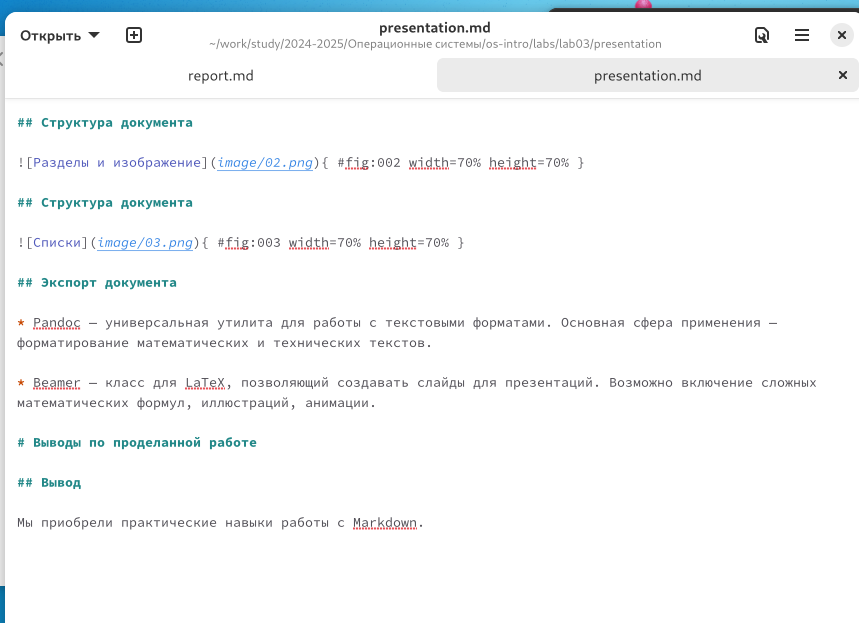 Открыть
presentation.md
~/work/study/2024-2025/Операционные системы/os-intro/labs/lab03/presentation
report.md
presentation.md
## Структура документа
![Разделы и изображение](image/02.png){ #fig:002 width=70% height=70% }
## Структура документа
![Списки](image/03.png){ #fig:003 width=70% height=70% }
## Экспорт документа
* Pandoc — универсальная утилита для работы с текстовыми форматами. Основная сфера применения —
форматирование математических и технических текстов.
* Beamer — класс для LaTeX, позволяющий создавать слайды для презентаций. Возможно включение сложных
математических формул, иллюстраций, анимации.
# Выводы по проделанной работе
## Вывод
Мы приобрели практические навыки работы с Markdown.